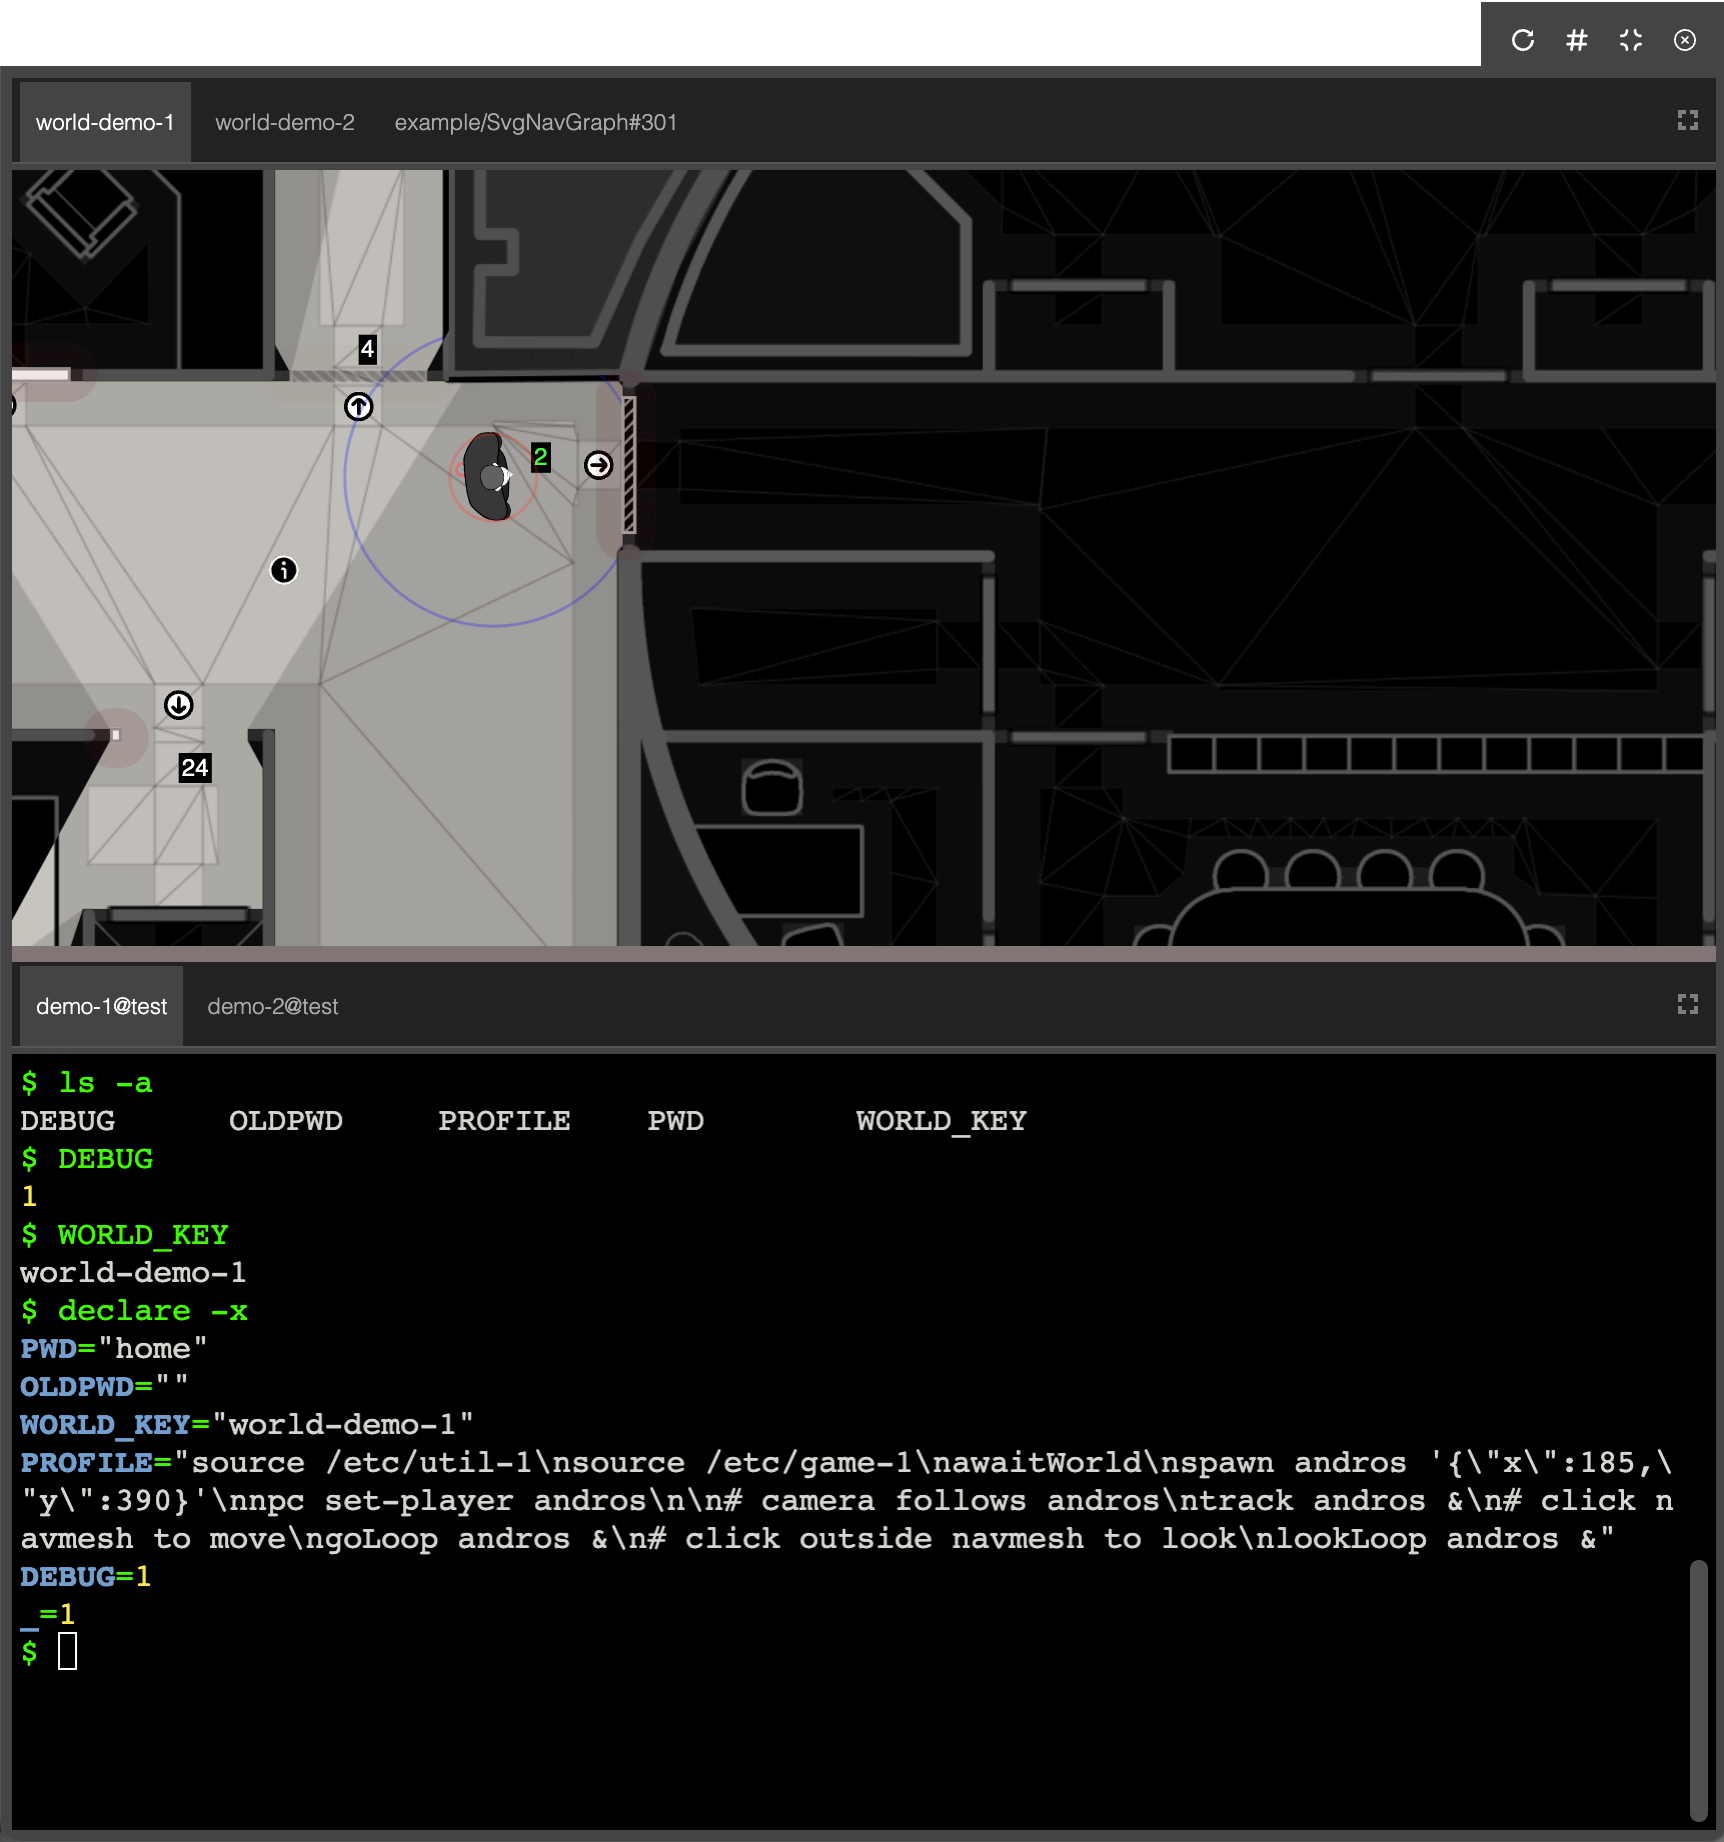 world-demo-1 world-demo-2 example/SvgNavGraph#301
4
2
24
demo-1@test demo-2@test
$ ls -a
DEBUG OLDPWD PROFILE PWD WORLD_KEY
$ DEBUG
1
$ WORLD_KEY
world-demo-1
$ declare -x
PWD="home"
OLDPWD=""
WORLD_KEY="world-demo-1"
PROFILE="source /etc/util-1\nsource /etc/game-1\nawaitWorld\nspawn andros '{\"x\":185,\
"y\":390}'\nnpc set-player andros\n\n# camera follows andros\ntrack andros &\n# click n
avmesh to move\ngoLoop andros &\n# click outside navmesh to look\nlookLoop andros &"
DEBUG=1
_=1
$